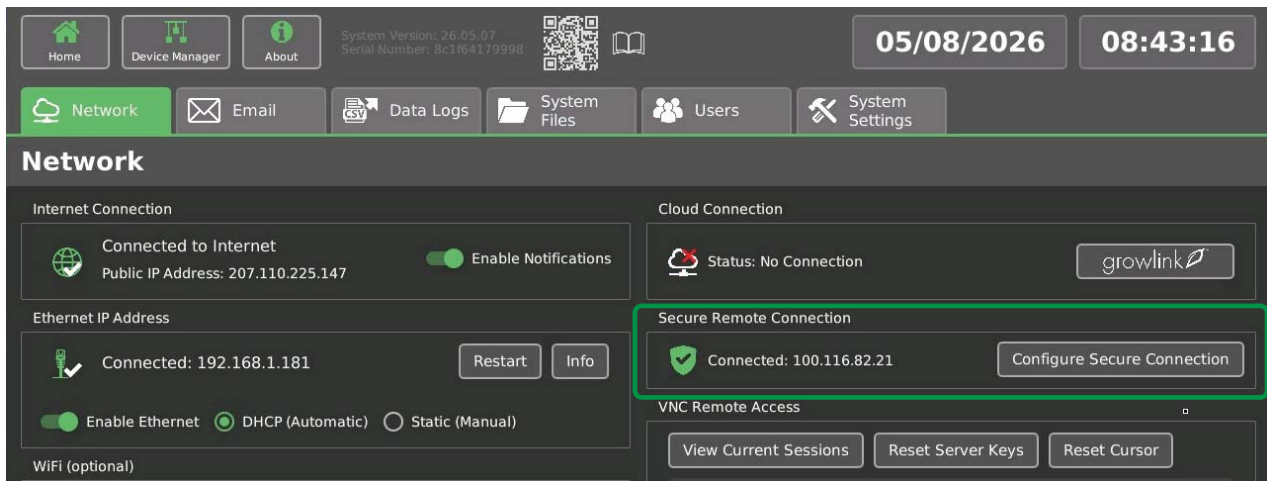 Home
Device Manager
About
System Version: 26.05.07
Serial Number: 8c1f64179998
05/08/2026
08:43:16
Network
Email
CSV
Data Logs
System
Files
Users
System
Settings
Network
Internet Connection
Connected to Internet
Public IP Address: 207.110.225.147
Enable Notifications
Cloud Connection
Status: No Connection
growlink
Ethernet IP Address
Connected: 192.168.1.181
Restart
Info
Enable Ethernet
DHCP (Automatic)
Static (Manual)
Secure Remote Connection
Connected: 100.116.82.21
Configure Secure Connection
VNC Remote Access
View Current Sessions
Reset Server Keys
Reset Cursor
WiFi (optional)